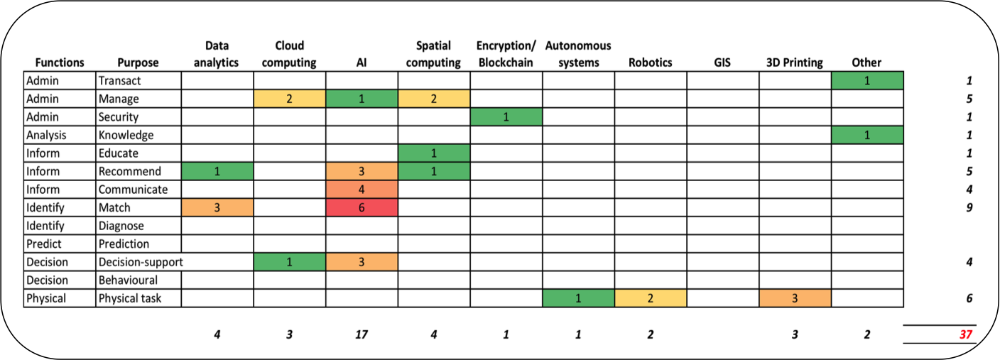 Data Cloud Spatial Encryption/ Autonomous
Functions Purpose analytics computing AI computing Blockchain systems Robotics GIS 3D Printing Other
Admin Transact 1 1
Admin Manage 2 1 2 5
Admin Security 1 1
Analysis Knowledge 1 1
Inform Educate 1 1
Inform Recommend 1 3 1 5
Inform Communicate 4 4
Identify Match 3 6 9
Identify Diagnose
Predict Prediction
Decision Decision-support 1 3 4
Decision Behavioural
Physical Physical task 1 2 3 6
4 3 17 4 1 1 2 3 2 37